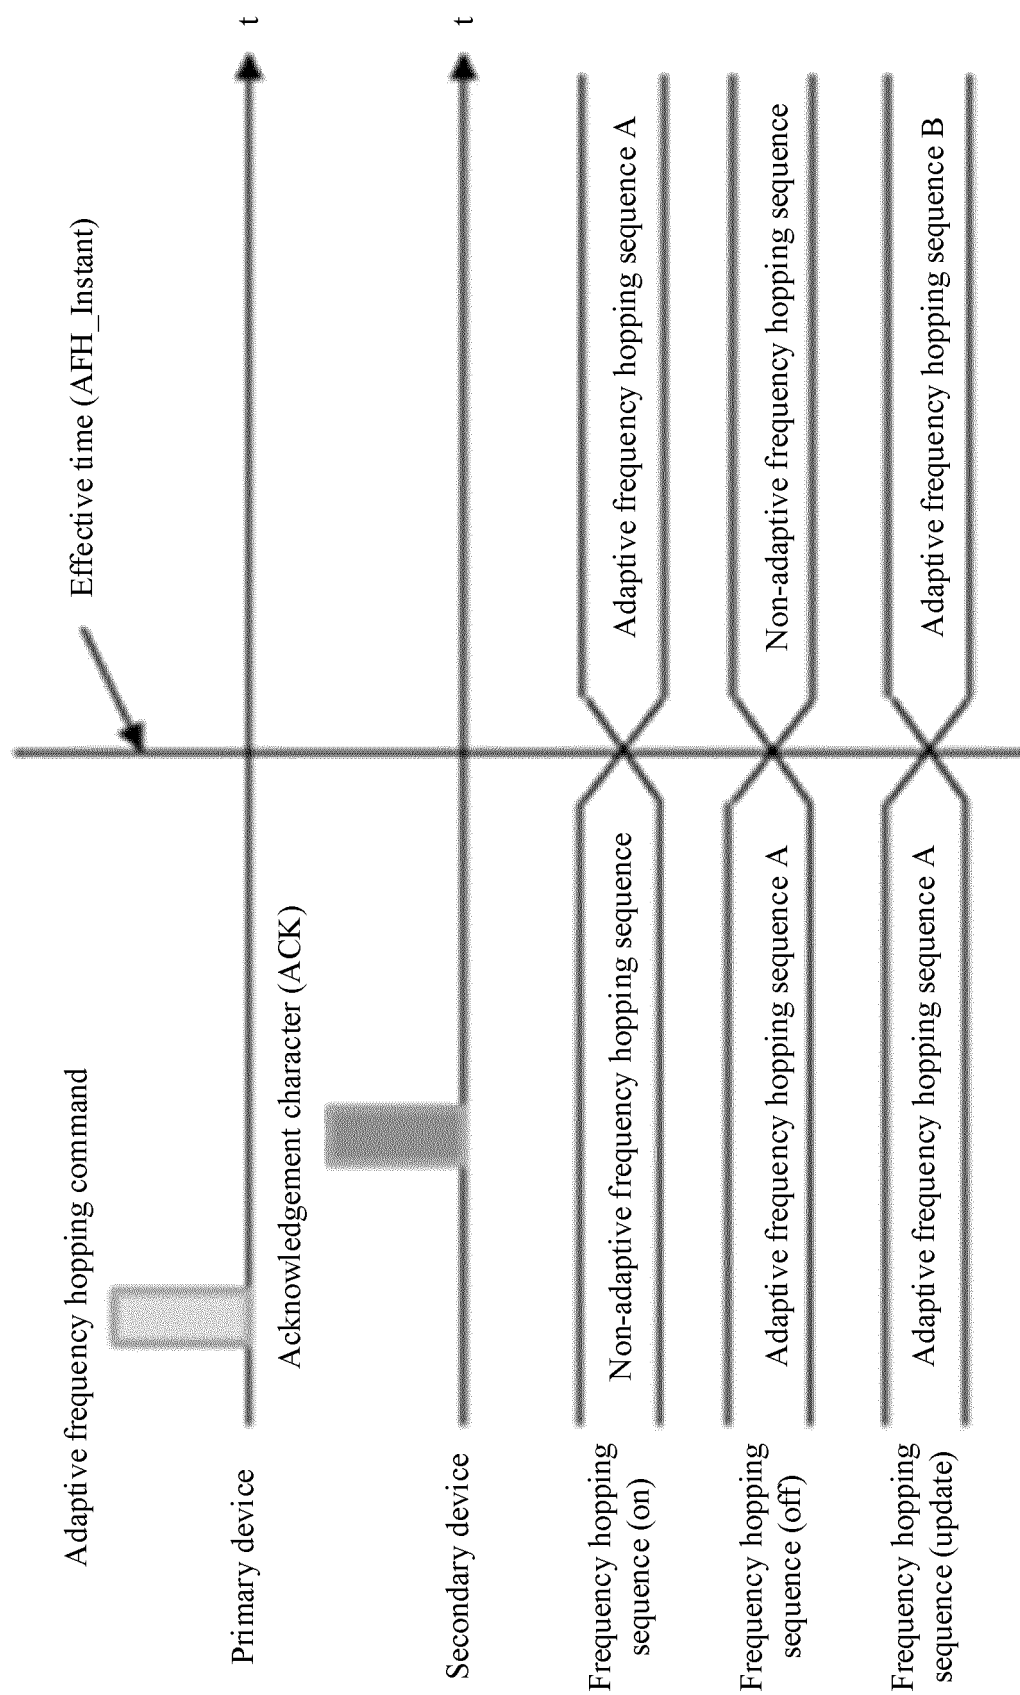 Adaptive frequency hopping command
Effective time (AFH_Instant)
Primary device
t
Acknowledgement character (ACK)
Secondary device
t
Frequency hopping
sequence (on)
Non-adaptive frequency hopping sequence
Adaptive frequency hopping sequence A
Frequency hopping
sequence (off)
Adaptive frequency hopping sequence A
Non-adaptive frequency hopping sequence
Frequency hopping
sequence (update)
Adaptive frequency hopping sequence A
Adaptive frequency hopping sequence B